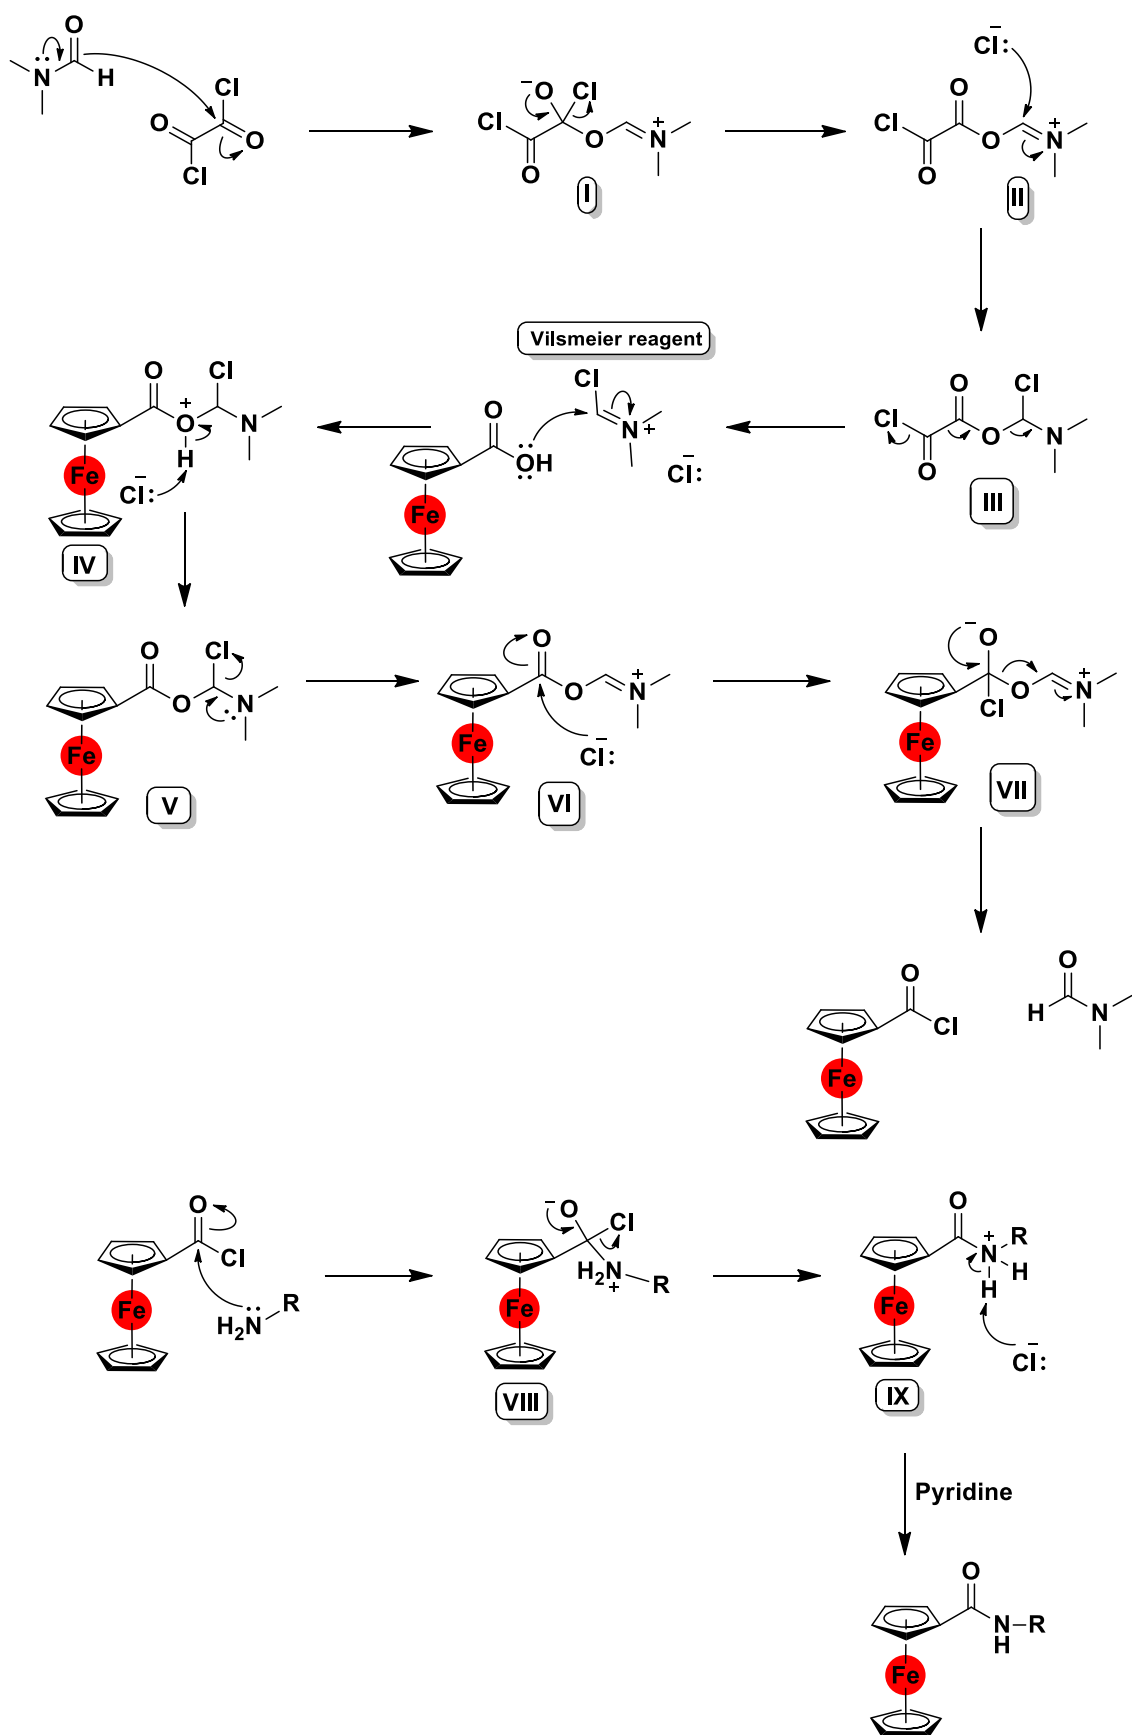 O
N
H
Cl
O
O
Cl
O
−
Cl
Cl
O
O
N
+
I
Cl
−
:
O
Cl
O
O
N
+
II
Vilsmeier reagent
O
Cl
O
+
N
H
Fe
Cl
−
:
IV
Cl
N
+
O
OH
Cl
−
:
Fe
O
Cl
Cl
O
N
O
III
O
Cl
O
N
Fe
V
O
O
N
+
Fe
Cl
−
:
VI
−
O
O
N
+
Cl
Fe
VII
O
Cl
Fe
O
H
N
O
Cl
Fe
H2N
R
−
O
Cl
H2N
+
R
Fe
VIII
O
+
N
R
H
H
Fe
Cl
−
:
IX
Pyridine
O
N
R
H
Fe